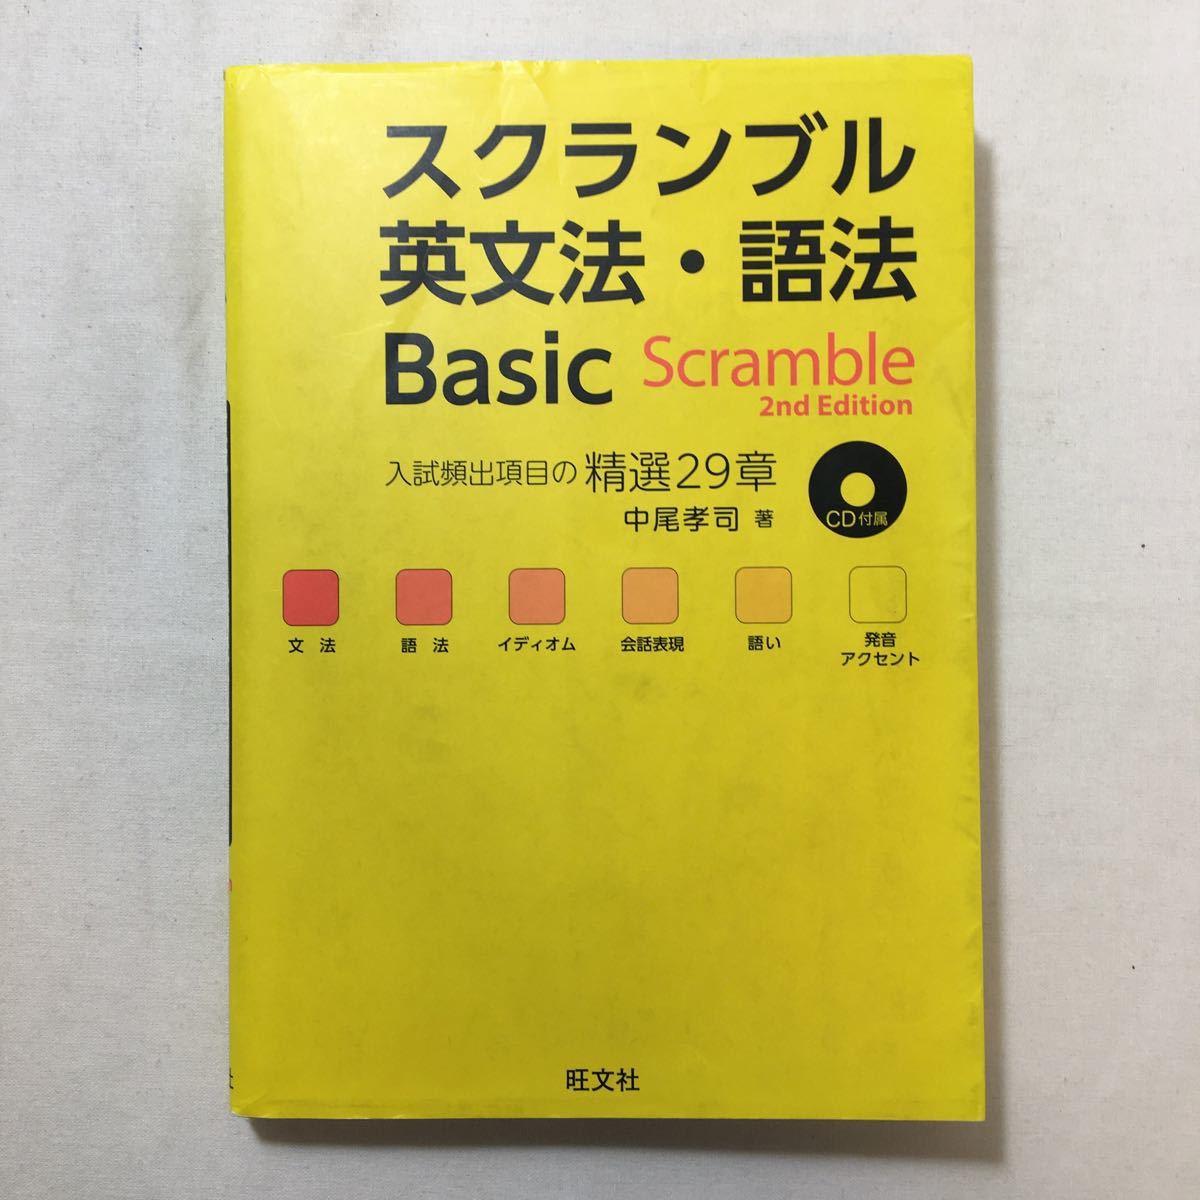 スクランブル
英文法・語法
Basic Scramble
2nd Edition
入試頻出項目の 精選29章
中尾孝司 著
CD付属
文法
語法
イディオム
会話表現
語い
発音
アクセント
旺文社